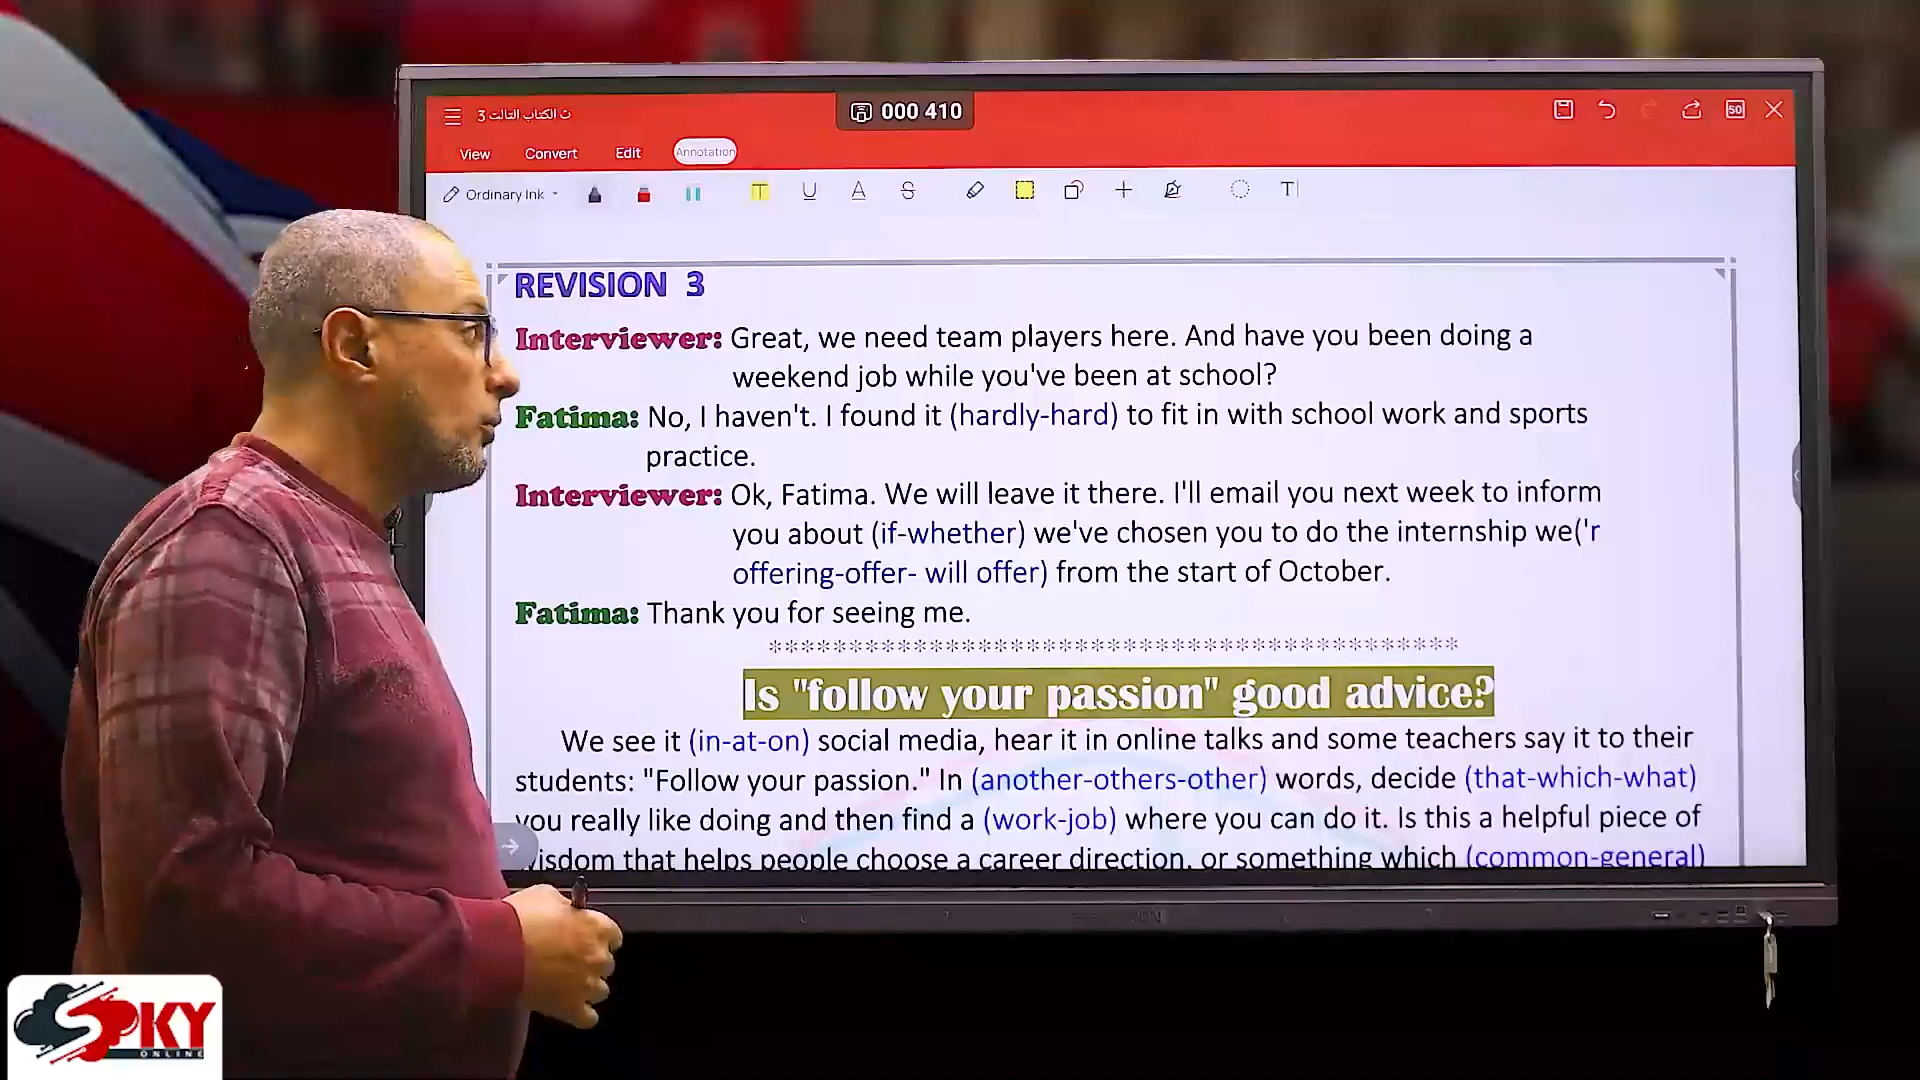 ت الكتاب التالت 3
000 410
50
View Convert Edit Annotation
Ordinary Ink
REVISION 3
Interviewer: Great, we need team players here. And have you been doing a
weekend job while you've been at school?
Fatima: No, I haven't. I found it (hardly-hard) to fit in with school work and sports
practice.
Interviewer: Ok, Fatima. We will leave it there. I'll email you next week to inform
you about (if-whether) we've chosen you to do the internship we('r
offering-offer- will offer) from the start of October.
Fatima: Thank you for seeing me.
*******************************************
Is "follow your passion" good advice?
We see it (in-at-on) social media, hear it in online talks and some teachers say it to their
students: "Follow your passion." In (another-others-other) words, decide (that-which-what)
you really like doing and then find a (work-job) where you can do it. Is this a helpful piece of
wisdom that helps people choose a career direction, or something which (common-general)
SPKY
ONLINE